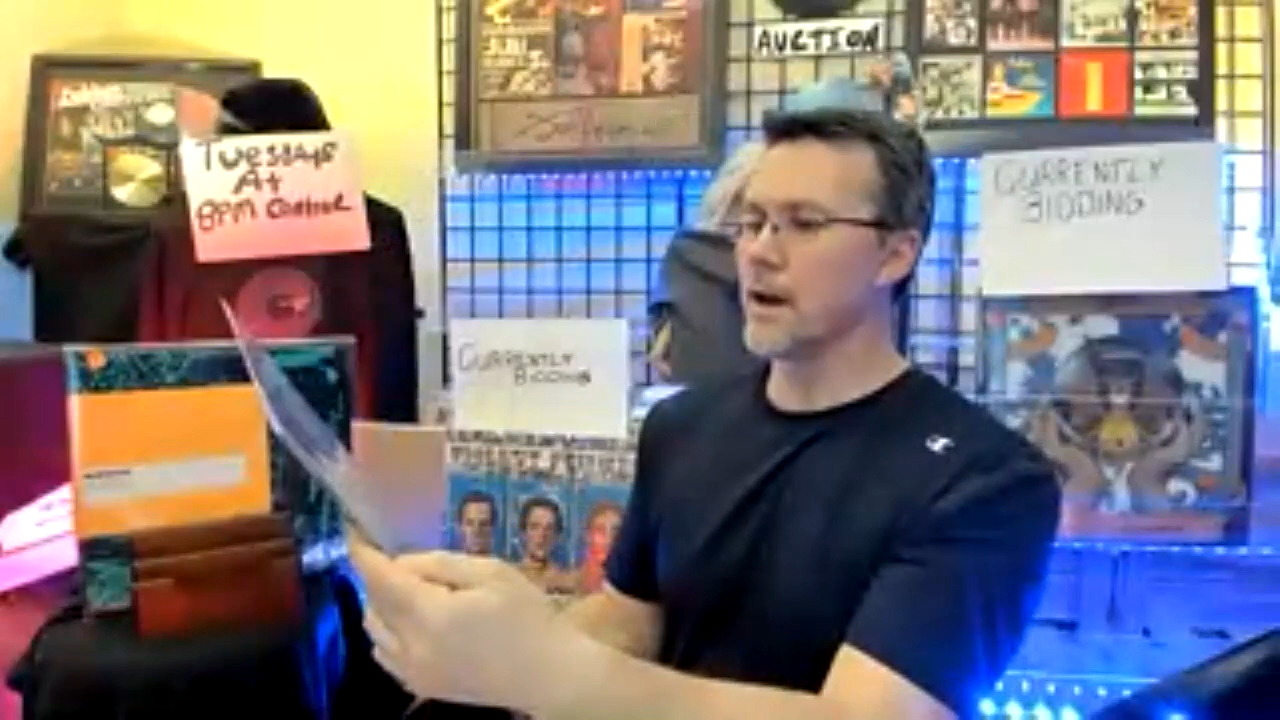 AUCTION
TUESDAYS
AT
8PM Central
CURRENTLY
BIDDING
CURRENTLY
BIDDING